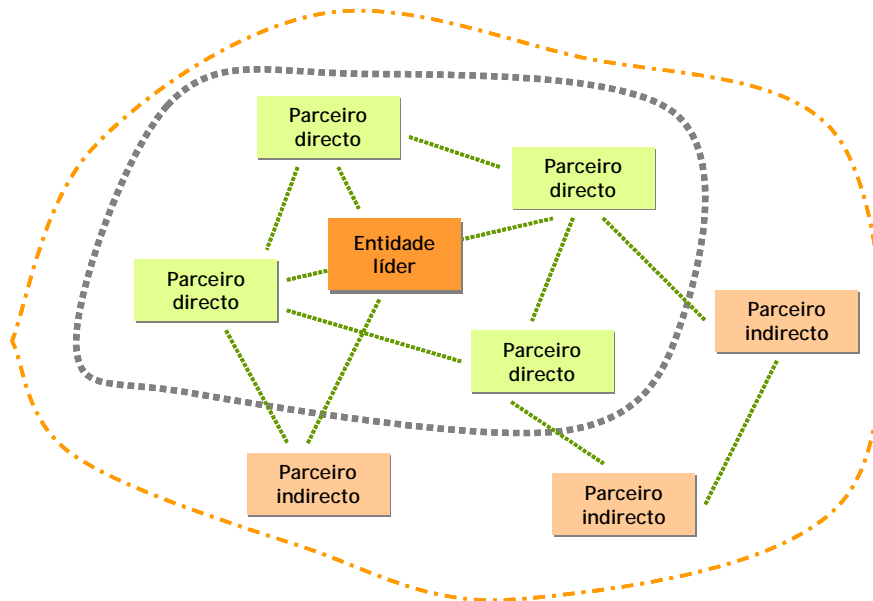 Parceiro
directo
Parceiro
directo
Entidade
líder
Parceiro
directo
Parceiro
indirecto
Parceiro
directo
Parceiro
indirecto
Parceiro
indirecto